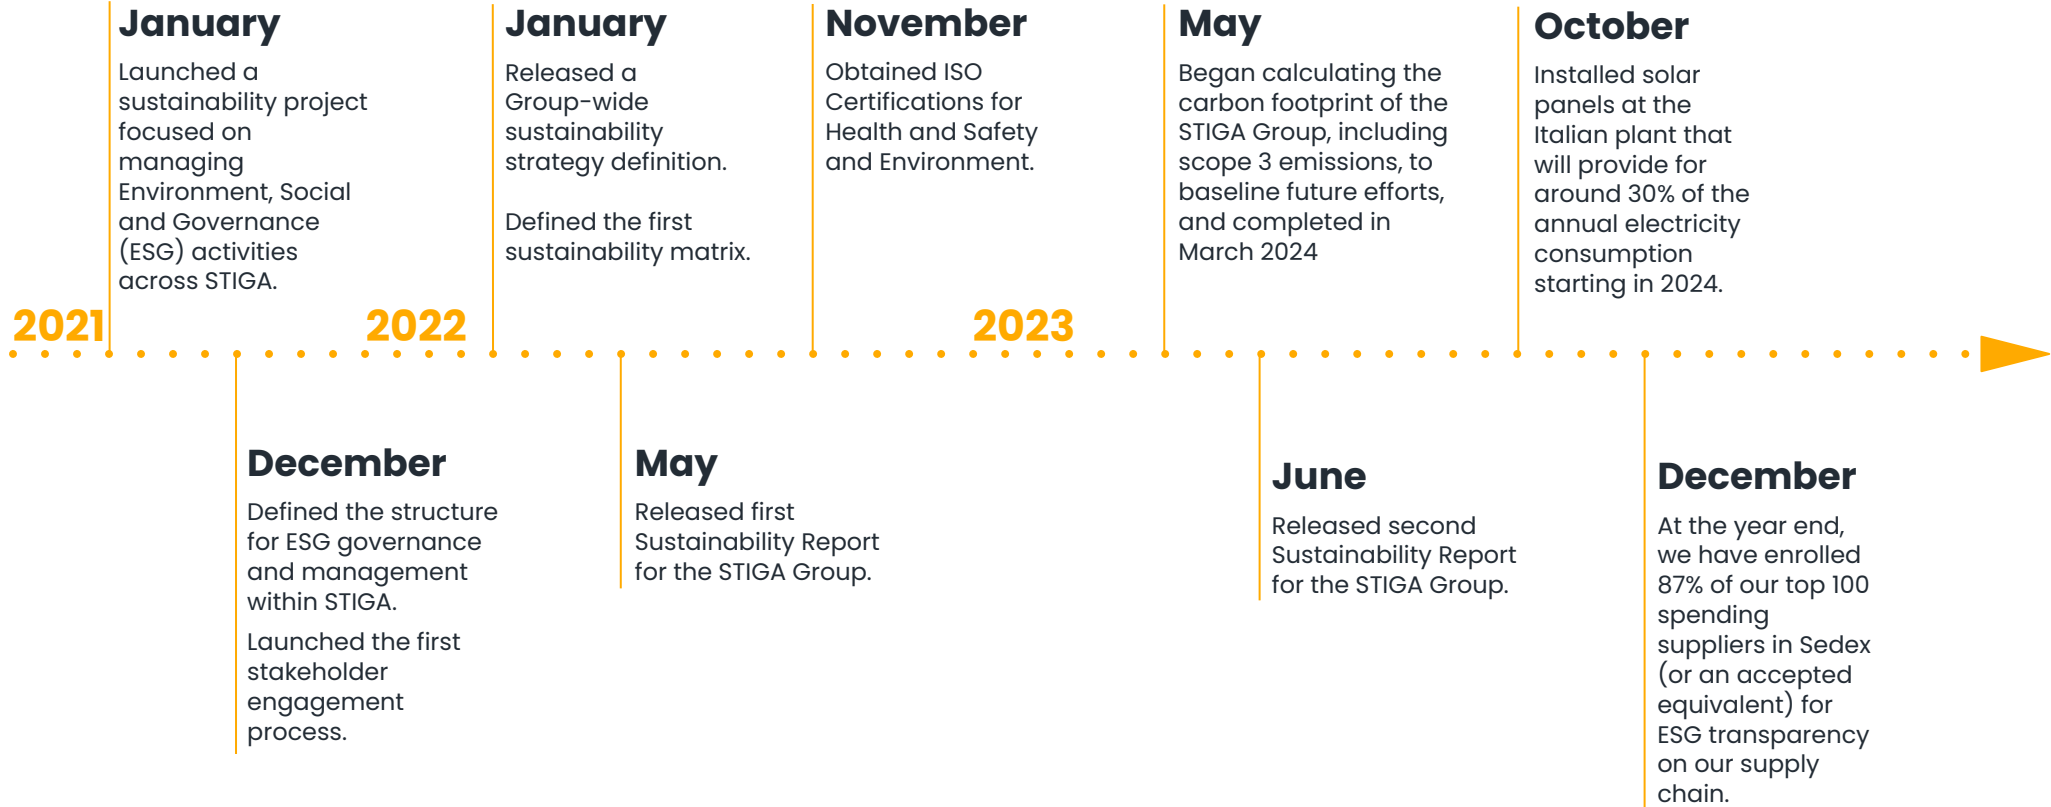 2021
January
Launched a
sustainability project
focused on
managing
Environment, Social
and Governance
(ESG) activities
across STIGA.
December
Defined the structure
for ESG governance
and management
within STIGA.
Launched the first
stakeholder
engagement
process.
2022
January
Released a
Group-wide
sustainability
strategy definition.
Defined the first
sustainability matrix.
May
Released first
Sustainability Report
for the STIGA Group.
November
Obtained ISO
Certifications for
Health and Safety
and Environment.
2023
May
Began calculating the
carbon footprint of the
STIGA Group, including
scope 3 emissions, to
baseline future efforts,
and completed in
March 2024
June
Released second
Sustainability Report
for the STIGA Group.
October
Installed solar
panels at the
Italian plant that
will provide for
around 30% of the
annual electricity
consumption
starting in 2024.
December
At the year end,
we have enrolled
87% of our top 100
spending
suppliers in Sedex
(or an accepted
equivalent) for
ESG transparency
on our supply
chain.